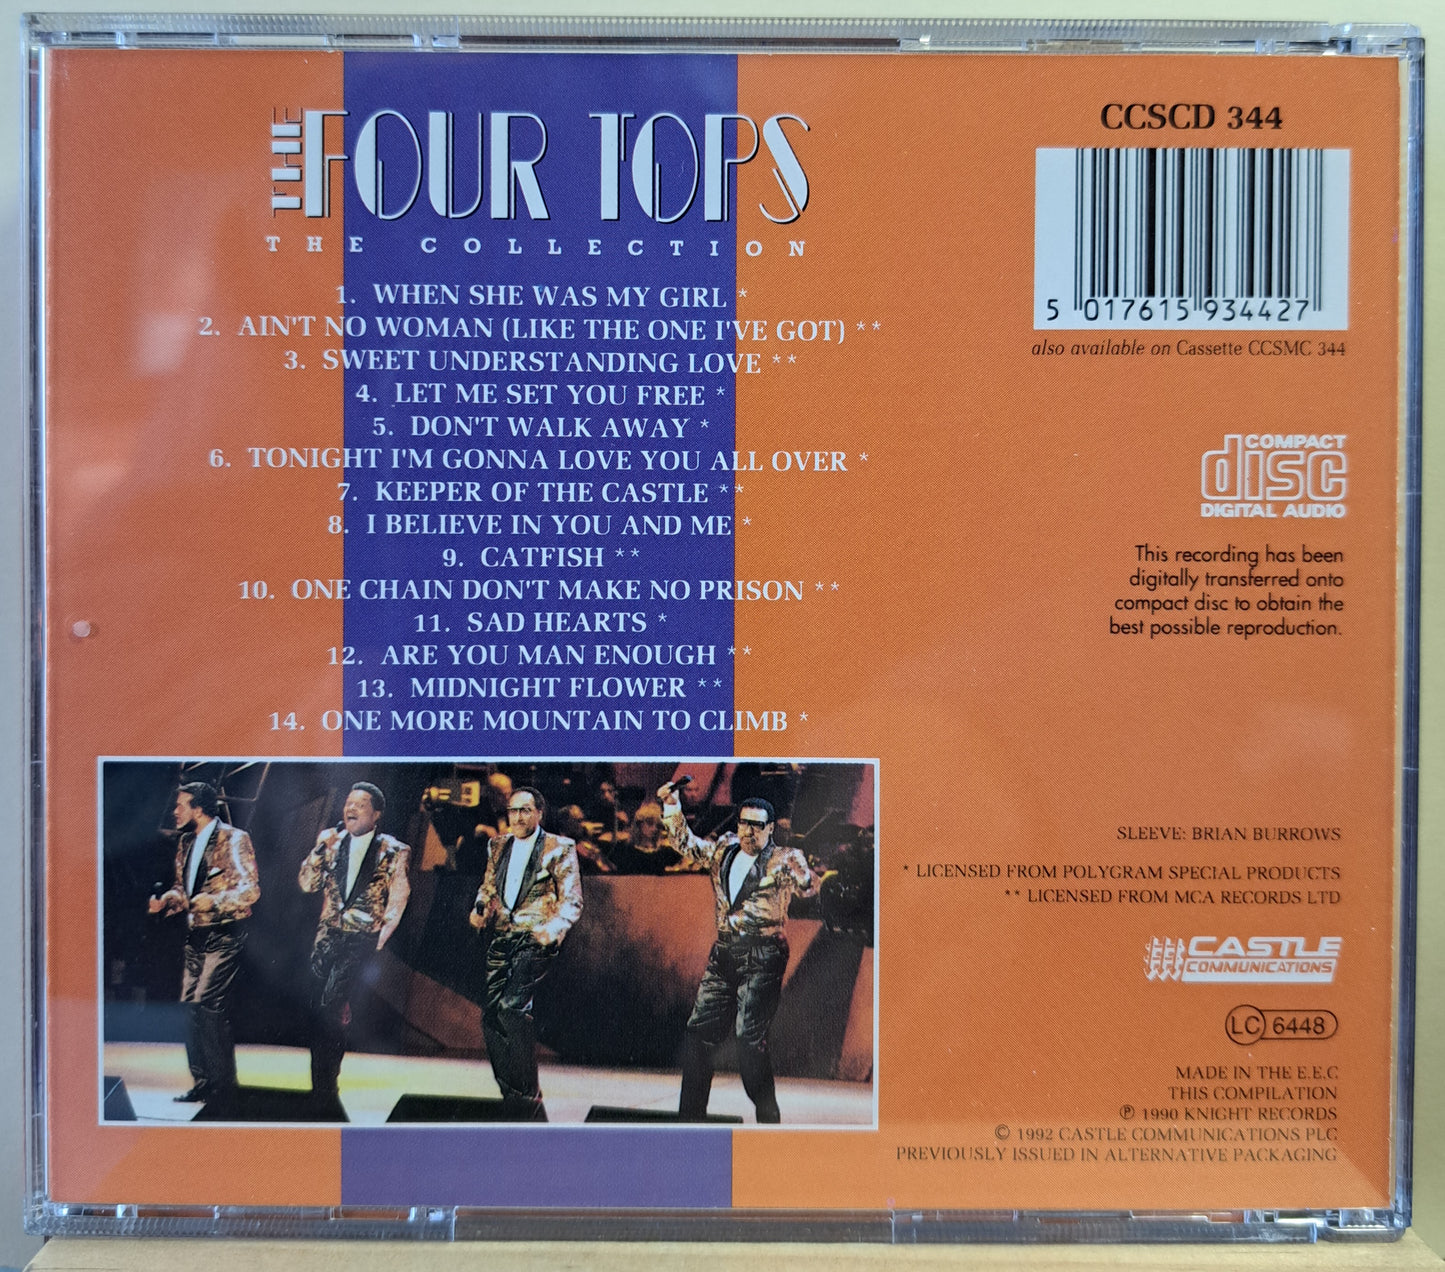 THE FOUR TOPS
THE COLLECTION
1. WHEN SHE WAS MY GIRL *
2. AIN'T NO WOMAN (LIKE THE ONE I'VE GOT) **
3. SWEET UNDERSTANDING LOVE **
4. LET ME SET YOU FREE *
5. DON'T WALK AWAY *
6. TONIGHT I'M GONNA LOVE YOU ALL OVER *
7. KEEPER OF THE CASTLE **
8. I BELIEVE IN YOU AND ME *
9. CATFISH **
10. ONE CHAIN DON'T MAKE NO PRISON **
11. SAD HEARTS *
12. ARE YOU MAN ENOUGH **
13. MIDNIGHT FLOWER **
14. ONE MORE MOUNTAIN TO CLIMB *
CCSCD 344
5 017615 934427
also available on Cassette CCSMC 344
COMPACT
disc
DIGITAL AUDIO
This recording has been
digitally transferred onto
compact disc to obtain the
best possible reproduction.
SLEEVE: BRIAN BURROWS
* LICENSED FROM POLYGRAM SPECIAL PRODUCTS
** LICENSED FROM MCA RECORDS LTD
CASTLE
COMMUNICATIONS
LC 6448
MADE IN THE E.E.C
THIS COMPILATION
℗ 1990 KNIGHT RECORDS
© 1992 CASTLE COMMUNICATIONS PLC
PREVIOUSLY ISSUED IN ALTERNATIVE PACKAGING